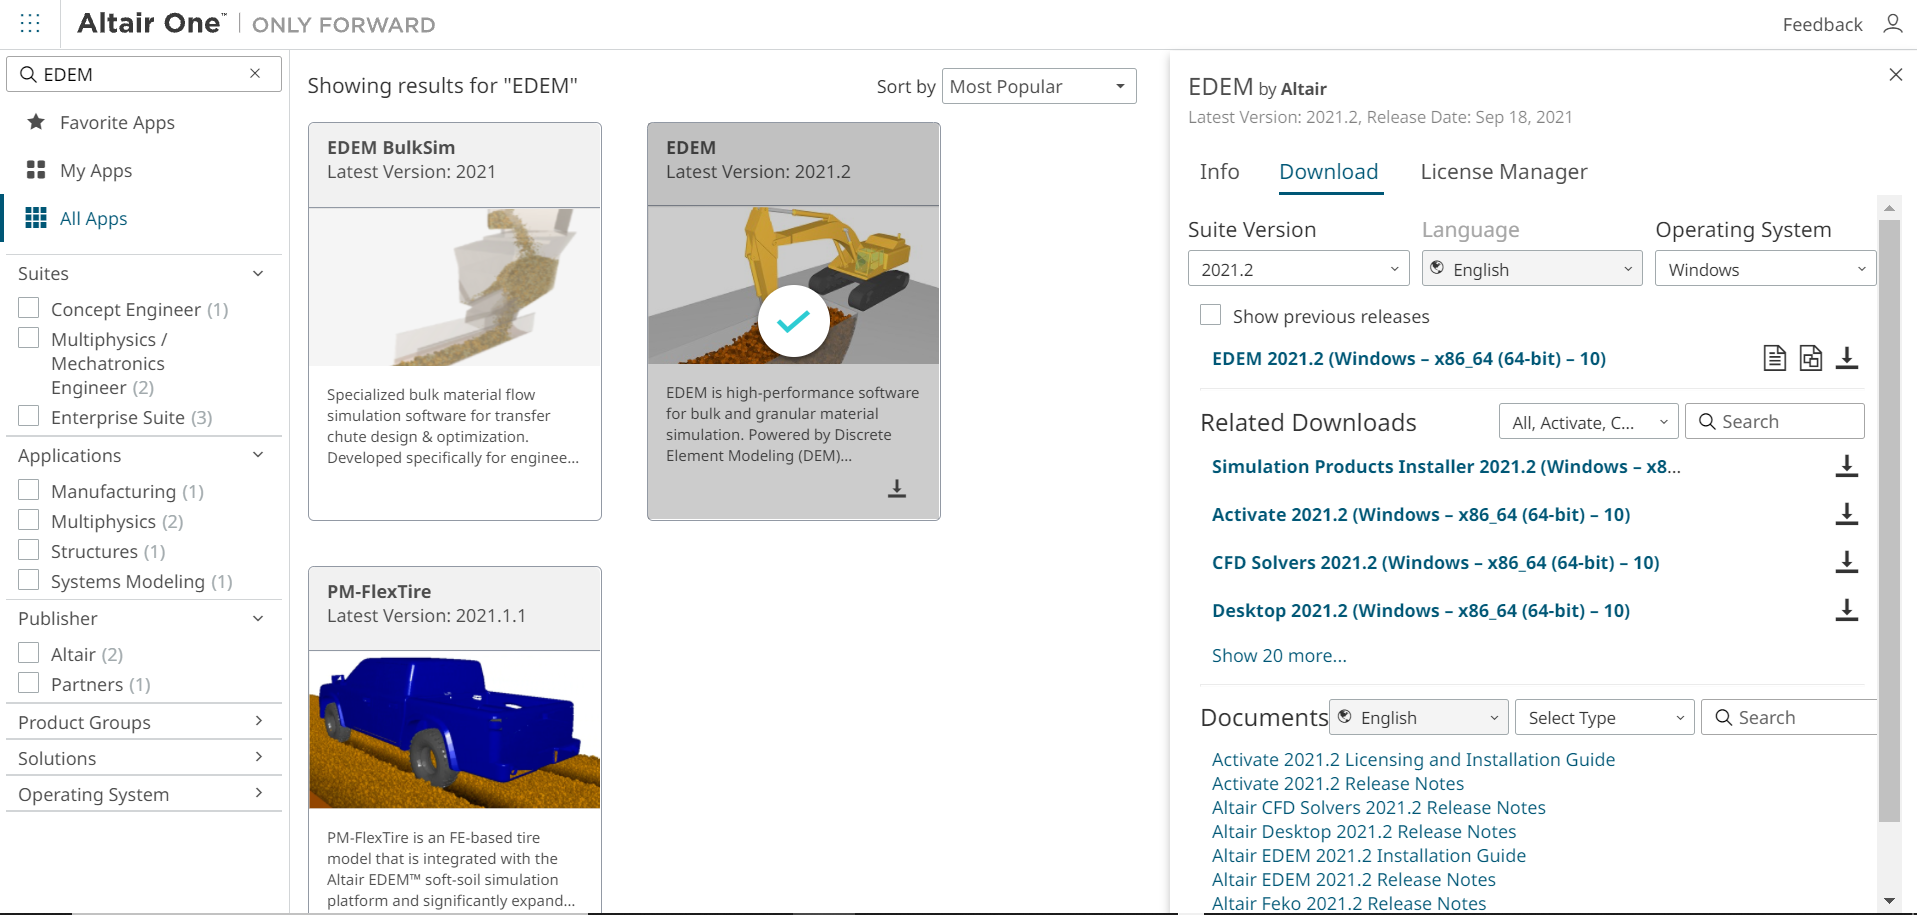 Altair One™ | ONLY FORWARD
Feedback
EDEM
Favorite Apps
My Apps
All Apps
Suites
Concept Engineer (1)
Multiphysics /
Mechatronics
Engineer (2)
Enterprise Suite (3)
Applications
Manufacturing (1)
Multiphysics (2)
Structures (1)
Systems Modeling (1)
Publisher
Altair (2)
Partners (1)
Product Groups
Solutions
Operating System
Showing results for "EDEM"
Sort by Most Popular
EDEM BulkSim
Latest Version: 2021
Specialized bulk material flow
simulation software for transfer
chute design & optimization.
Developed specifically for enginee...
EDEM
Latest Version: 2021.2
EDEM is high-performance software
for bulk and granular material
simulation. Powered by Discrete
Element Modeling (DEM)...
PM-FlexTire
Latest Version: 2021.1.1
PM-FlexTire is an FE-based tire
model that is integrated with the
Altair EDEM™ soft-soil simulation
platform and significantly expand...
EDEM by Altair
Latest Version: 2021.2, Release Date: Sep 18, 2021
Info Download License Manager
Suite Version Language Operating System
2021.2 English Windows
Show previous releases
EDEM 2021.2 (Windows – x86_64 (64-bit) – 10)
Related Downloads All, Activate, C... Search
Simulation Products Installer 2021.2 (Windows – x8...
Activate 2021.2 (Windows – x86_64 (64-bit) – 10)
CFD Solvers 2021.2 (Windows – x86_64 (64-bit) – 10)
Desktop 2021.2 (Windows – x86_64 (64-bit) – 10)
Show 20 more...
Documents English Select Type Search
Activate 2021.2 Licensing and Installation Guide
Activate 2021.2 Release Notes
Altair CFD Solvers 2021.2 Release Notes
Altair Desktop 2021.2 Release Notes
Altair EDEM 2021.2 Installation Guide
Altair EDEM 2021.2 Release Notes
Altair Feko 2021.2 Release Notes